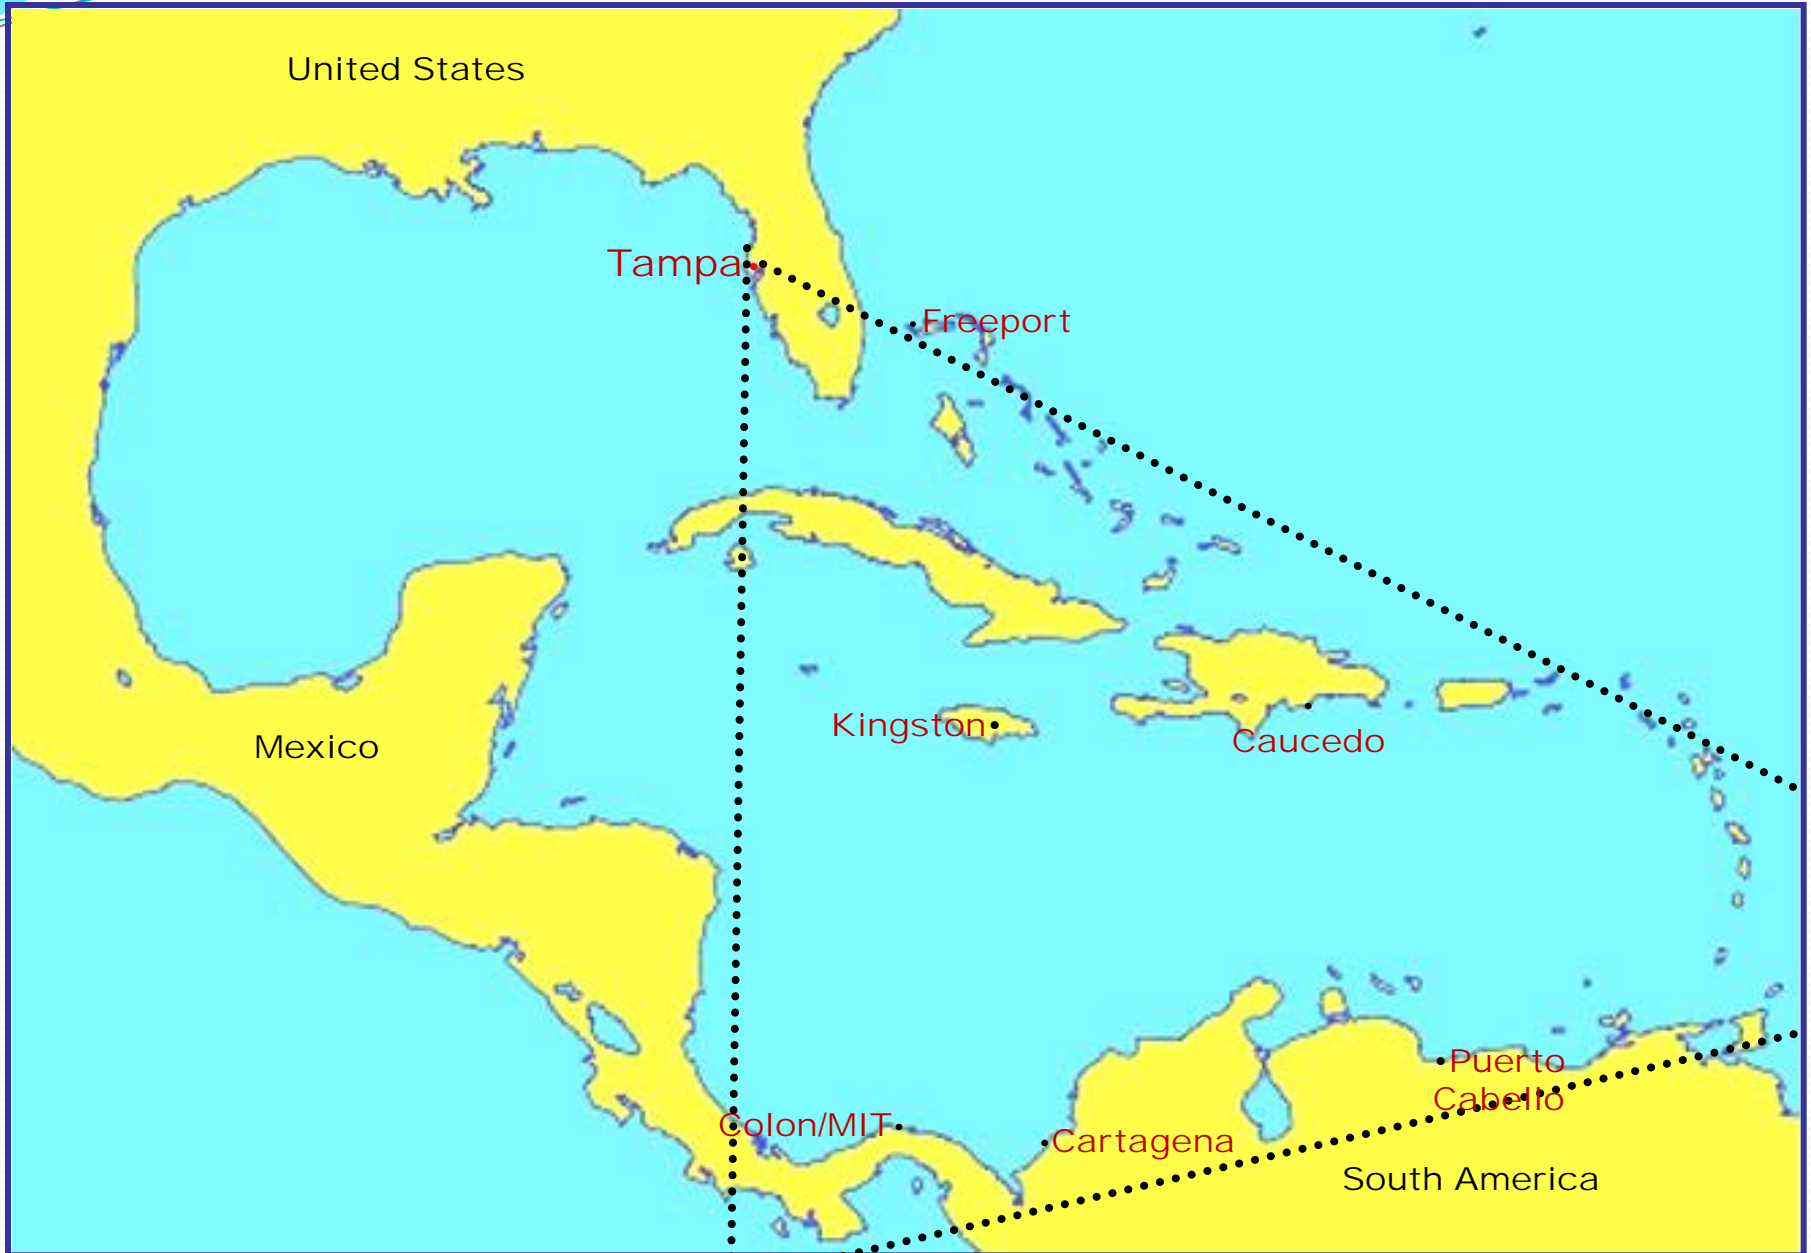 United States
Tampa
Freeport
Kingston
Caucedo
Mexico
Puerto
Cabello
Colon/MIT
Cartagena
South America